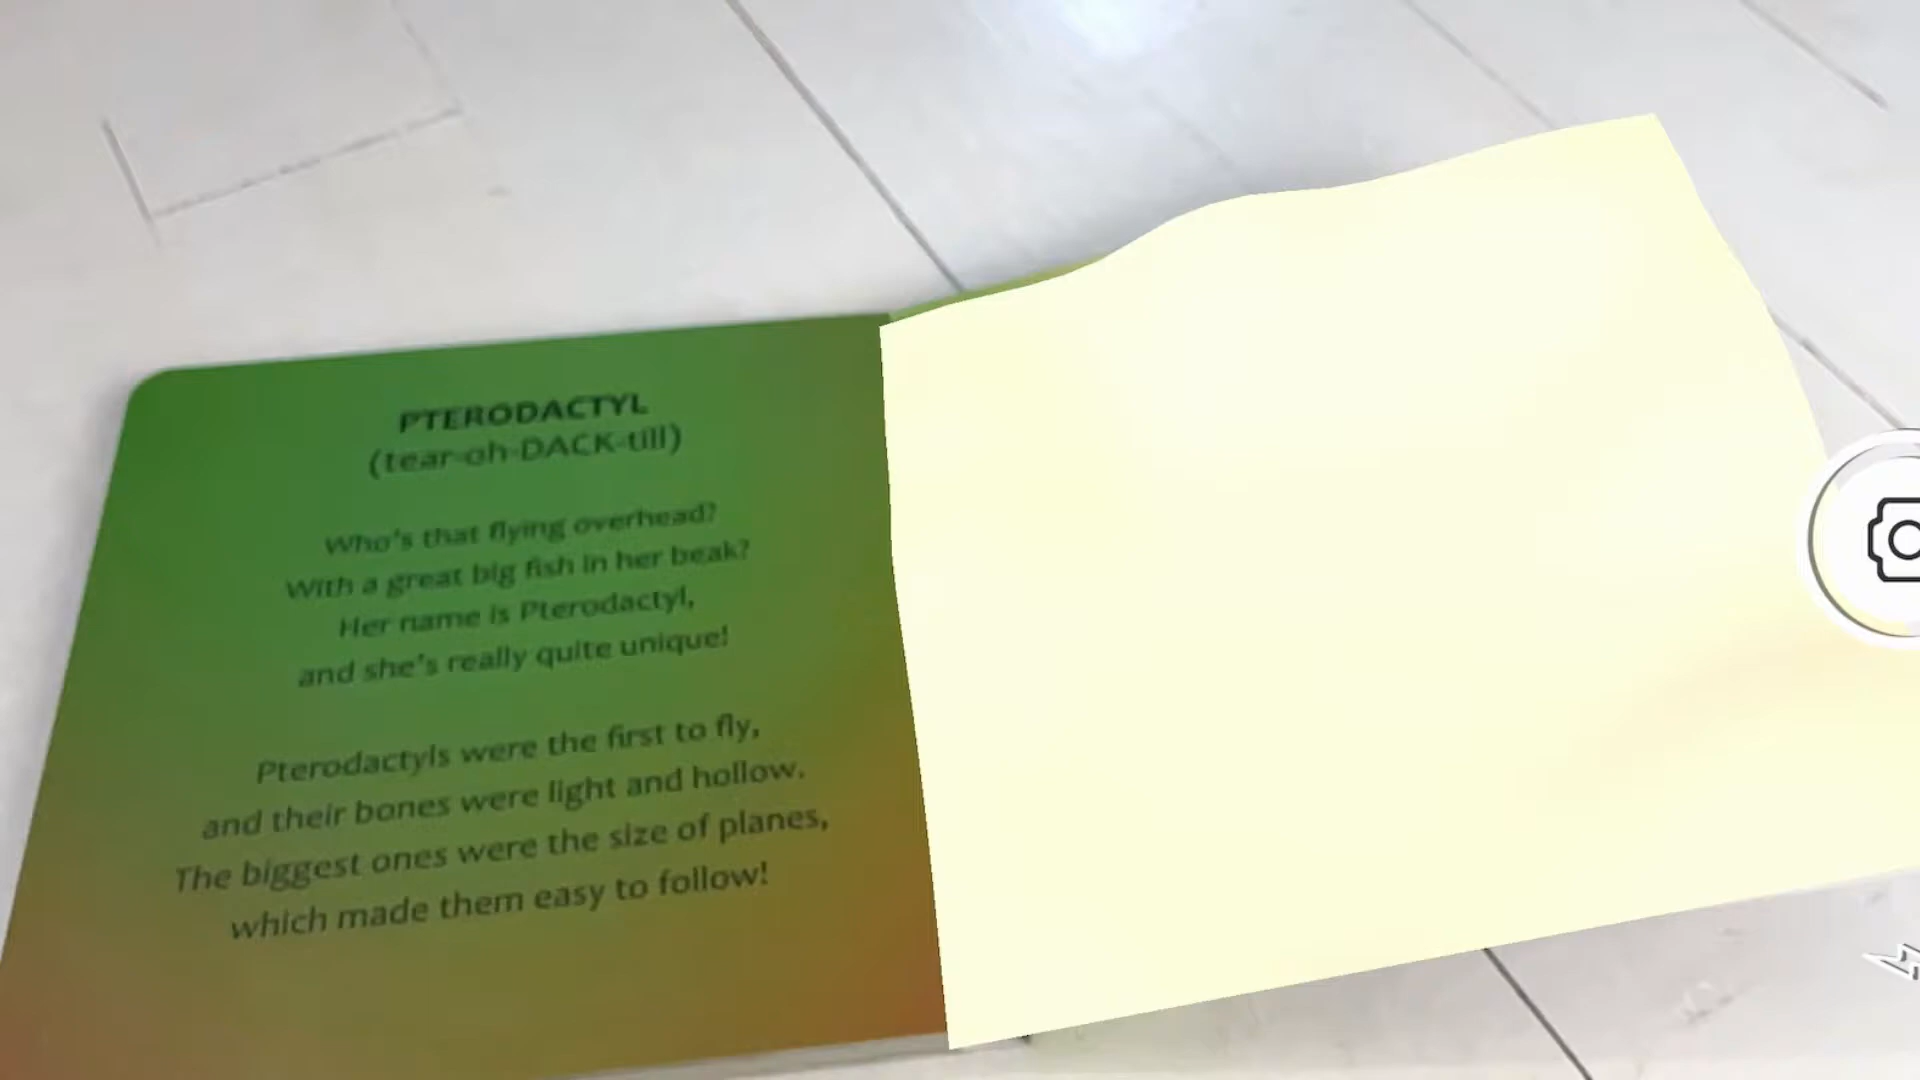 PTERODACTYL
(tear-oh-DACK-till)
Who's that flying overhead?
With a great big fish in her beak?
Her name is Pterodactyl,
and she's really quite unique!
Pterodactyls were the first to fly,
and their bones were light and hollow.
The biggest ones were the size of planes,
which made them easy to follow!